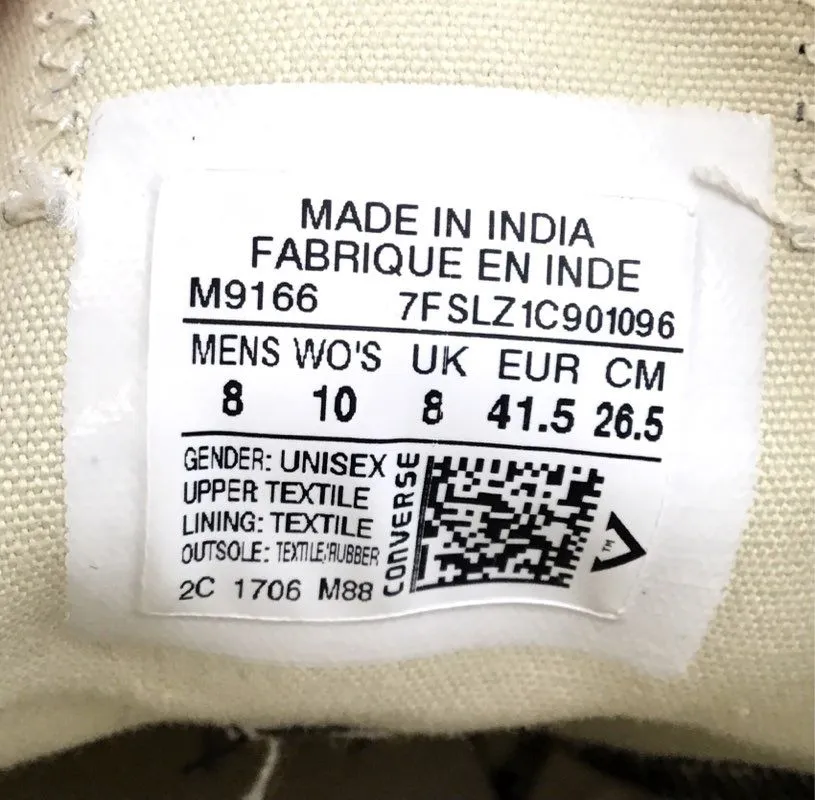 MADE IN INDIA
FABRIQUE EN INDE
M9166 7FSLZ1C901096
MENS WO'S UK EUR CM
8 10 8 41.5 26.5
GENDER: UNISEX
UPPER TEXTILE
LINING: TEXTILE
OUTSOLE: TEXTILE/RUBBER
2C 1706 M88
CONVERSE
TM